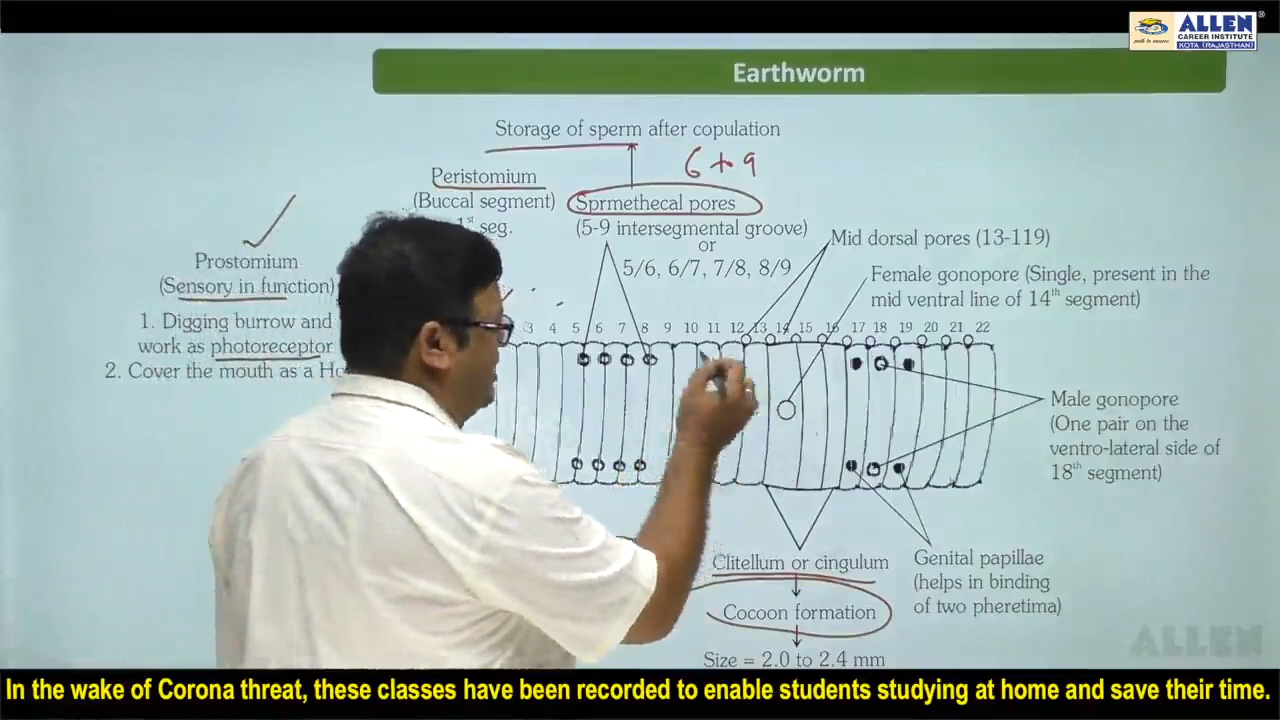 ALLEN
CAREER INSTITUTE
KOTA (RAJASTHAN)
path to success
Earthworm
Storage of sperm after copulation
6 + 9
Peristomium
(Buccal segment)
1st seg.
Sprmethecal pores
(5-9 intersegmental groove)
or
5/6, 6/7, 7/8, 8/9
Mid dorsal pores (13-119)
Female gonopore (Single, present in the
mid ventral line of 14th segment)
Prostomium
(Sensory in function)
1. Digging burrow and
work as photoreceptor
2. Cover the mouth as a
3 4 5 6 7 8 9 10 11 12 13 14 15 16 17 18 19 20 21 22
Male gonopore
(One pair on the
ventro-lateral side of
18th segment)
Clitellum or cingulum
Cocoon formation
Size = 2.0 to 2.4 mm
Genital papillae
(helps in binding
of two pheretima)
ALLEN
In the wake of Corona threat, these classes have been recorded to enable students studying at home and save their time.